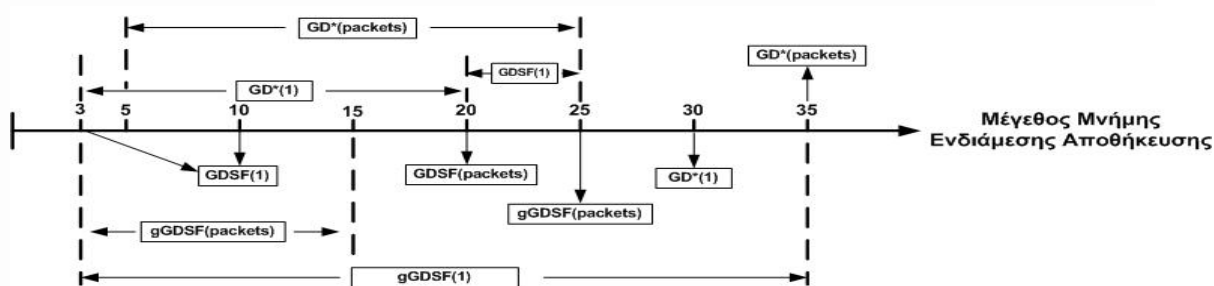 GD*(packets)
GDSF(1)
GD*(packets)
GD*(1)
3 5 10 15 20 25 30 35
Μέγεθος Μνήμης
Ενδιάμεσης Αποθήκευσης
GDSF(1)
GDSF(packets)
GD*(1)
gGDSF(packets)
gGDSF(packets)
gGDSF(1)